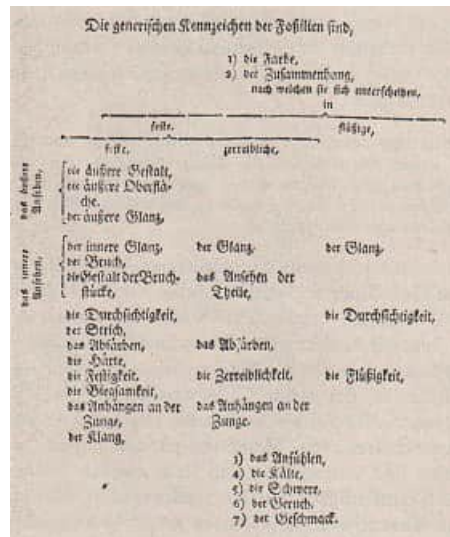 Die generischen Kennzeichen der Foßilien sind,
1) die Farbe,
2) der Zusammenhang,
nach welchen sie sich unterscheiden,
in
feste. flüßige,
feste, zerreibliche,
das äußere Ansehen,
die äußere Gestalt,
die äußere Oberflä-
che.
der äußere Glanz,
das innere Ansehen,
der innere Glanz, der Glanz. der Glanz.
der Bruch,
die Gestalt der Bruch- das Ansehen der
stücke, Theile,
die Durchsichtigkeit, die Durchsichtigkeit,
der Strich,
das Abfärben, das Abfärben,
die Härte,
die Festigkeit, die Zerreiblichkeit, die Flüßigkeit,
die Biegsamkeit,
das Anhängen an der das Anhängen an der
Zunge, Zunge.
der Klang,
3) das Anfühlen,
4) die Kälte,
5) die Schwere,
6) der Geruch.
7) der Geschmack.